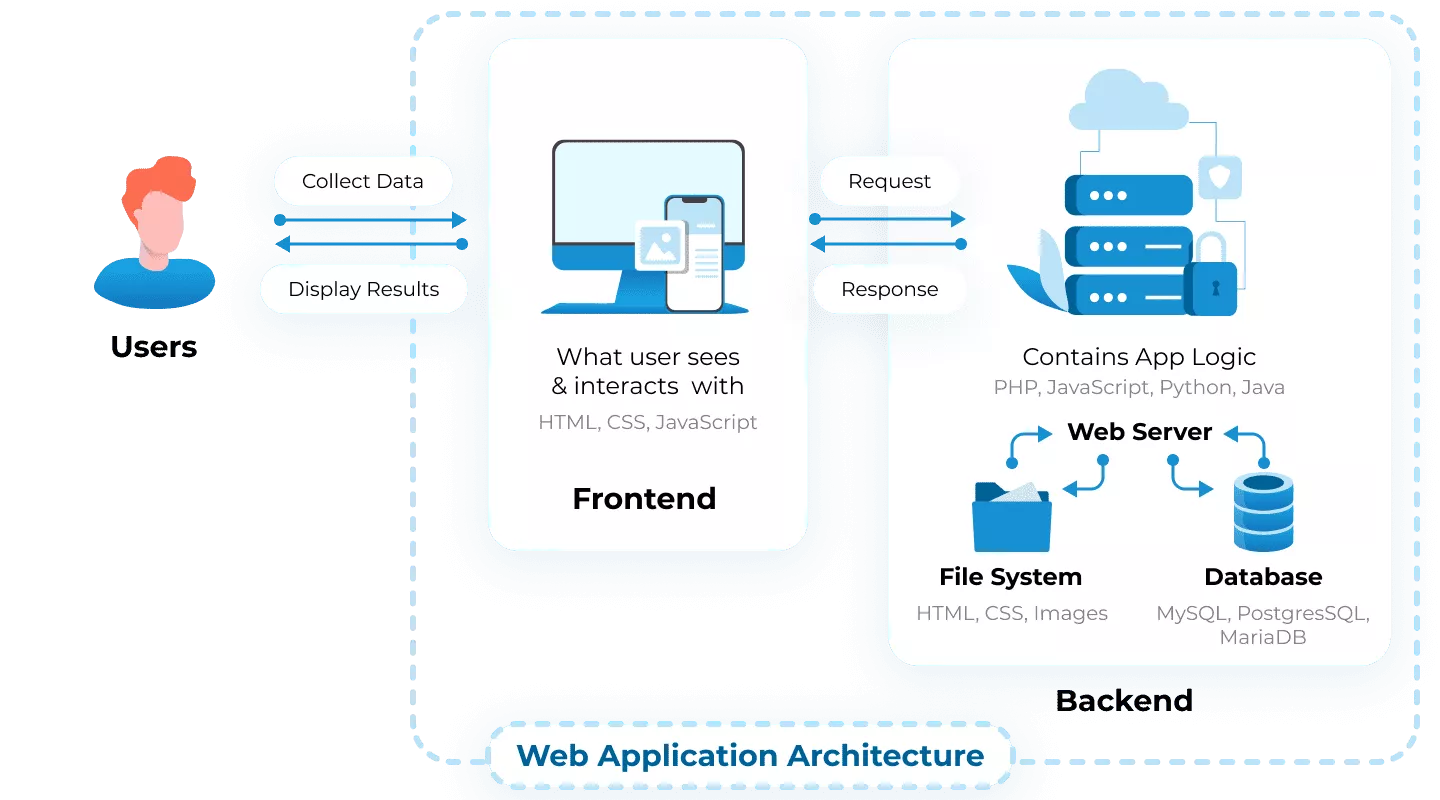 Collect Data
Display Results
Users
What user sees
& interacts with
HTML, CSS, JavaScript
Frontend
Request
Response
Contains App Logic
PHP, JavaScript, Python, Java
Web Server
File System
HTML, CSS, Images
Database
MySQL, PostgresSQL,
MariaDB
Backend
Web Application Architecture